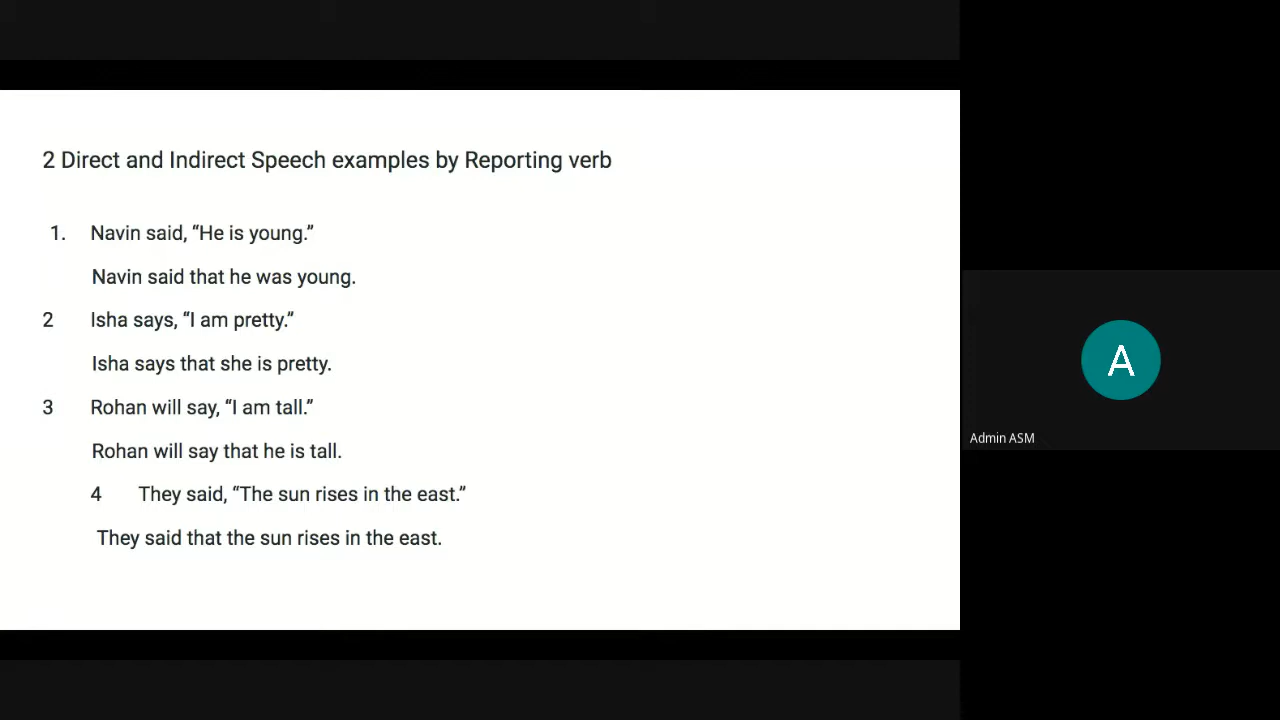 2 Direct and Indirect Speech examples by Reporting verb
1. Navin said, “He is young.”
Navin said that he was young.
2 Isha says, “I am pretty.”
Isha says that she is pretty.
3 Rohan will say, “I am tall.”
Rohan will say that he is tall.
4 They said, “The sun rises in the east.”
They said that the sun rises in the east.
A
Admin ASM